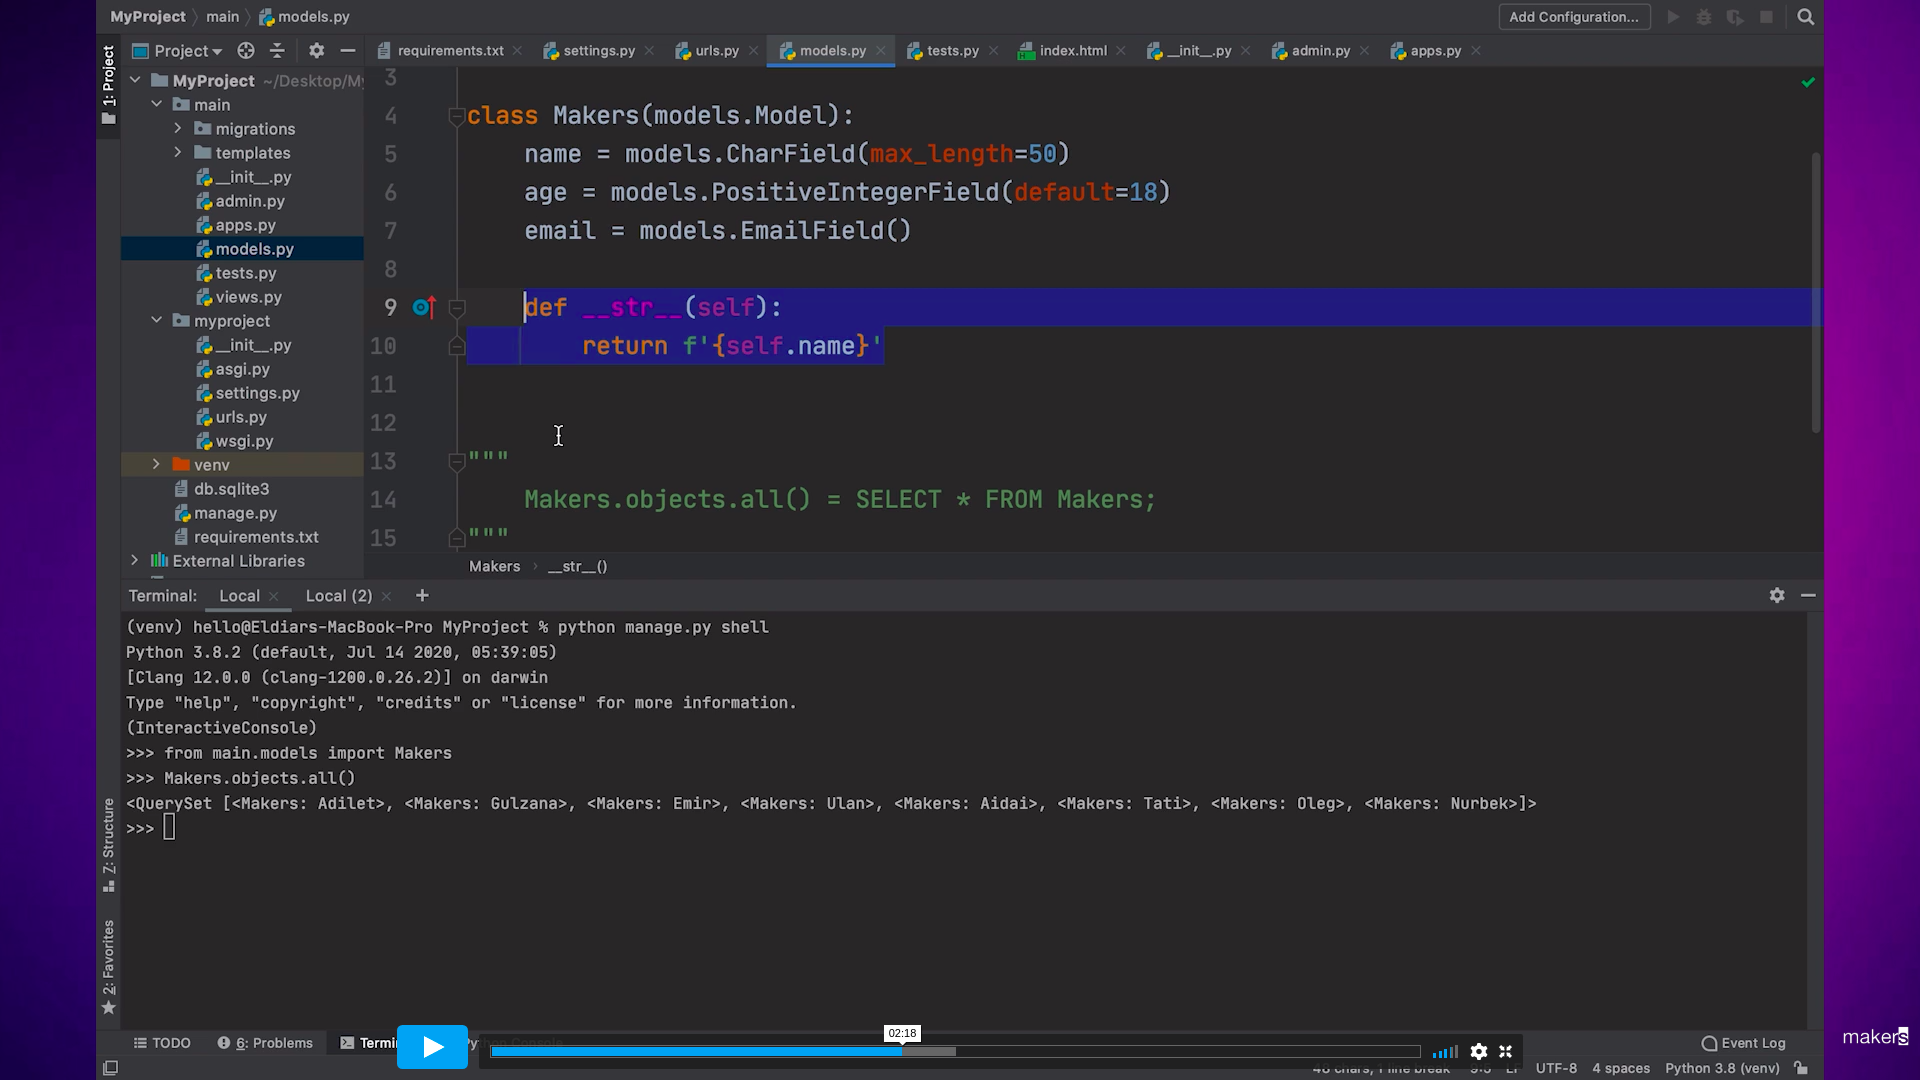 MyProject main models.py Add Configuration...
1: Project Project requirements.txt settings.py urls.py models.py tests.py index.html __init__.py admin.py apps.py
MyProject ~/Desktop/My
main
migrations
templates
__init__.py
admin.py
apps.py
models.py
tests.py
views.py
myproject
__init__.py
asgi.py
settings.py
urls.py
wsgi.py
venv
db.sqlite3
manage.py
requirements.txt
External Libraries
3
4 class Makers(models.Model):
5 name = models.CharField(max_length=50)
6 age = models.PositiveIntegerField(default=18)
7 email = models.EmailField()
8
9 def __str__(self):
10 return f'{self.name}'
11
12
13 """
14 Makers.objects.all() = SELECT * FROM Makers;
15 """
Makers __str__()
Terminal: Local Local (2) +
(venv) hello@Eldiars-MacBook-Pro MyProject % python manage.py shell
Python 3.8.2 (default, Jul 14 2020, 05:39:05)
[Clang 12.0.0 (clang-1200.0.26.2)] on darwin
Type "help", "copyright", "credits" or "license" for more information.
(InteractiveConsole)
>>> from main.models import Makers
>>> Makers.objects.all()
<QuerySet [<Makers: Adilet>, <Makers: Gulzana>, <Makers: Emir>, <Makers: Ulan>, <Makers: Aidai>, <Makers: Tati>, <Makers: Oleg>, <Makers: Nurbek>]>
>>>
Z: Structure
2: Favorites
02:18
TODO 6: Problems Termi Event Log
makers
UTF-8 4 spaces Python 3.8 (venv)